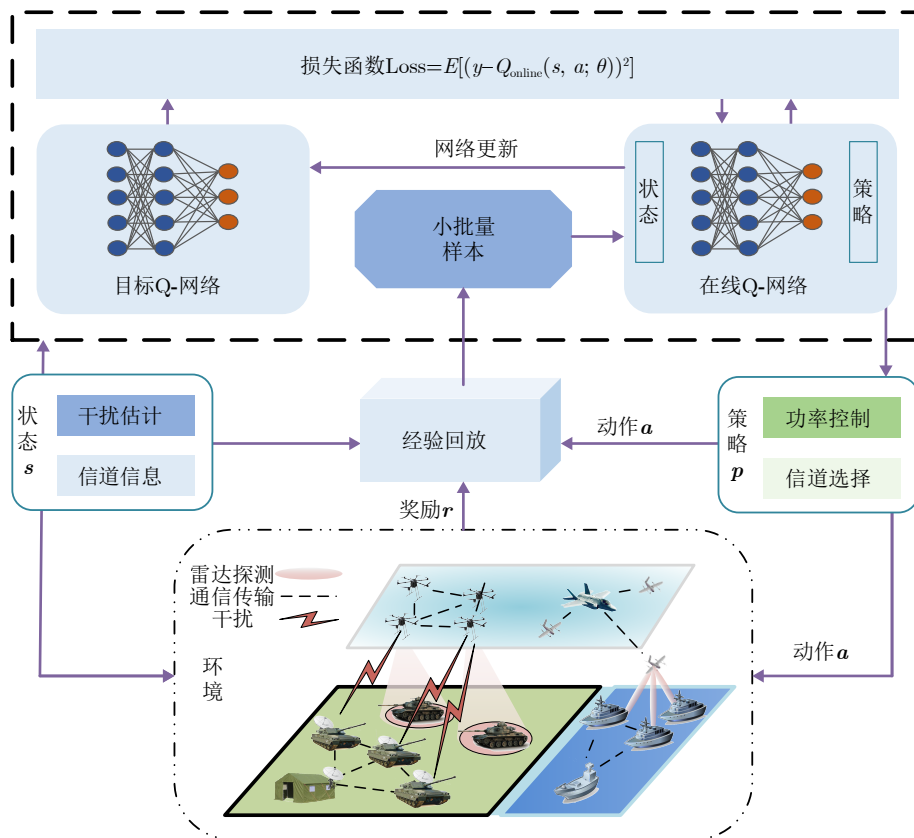 损失函数Loss=E[(y−Q_online(s, a; θ))²]
网络更新
状态
策略
小批量
样本
目标Q-网络
在线Q-网络
状态s
干扰估计
信道信息
经验回放
动作a
策略p
功率控制
信道选择
奖励r
雷达探测
通信传输
干扰
环境
动作a